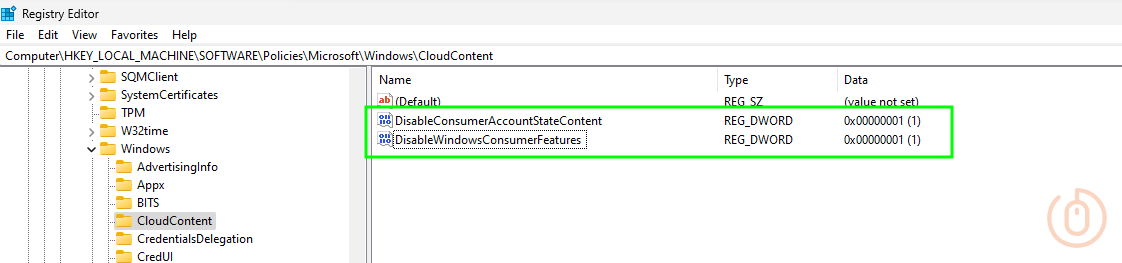 Registry Editor
File Edit View Favorites Help
Computer\HKEY_LOCAL_MACHINE\SOFTWARE\Policies\Microsoft\Windows\CloudContent
SQMClient
SystemCertificates
TPM
W32time
Windows
AdvertisingInfo
Appx
BITS
CloudContent
CredentialsDelegation
CredUI
Name Type Data
ab (Default) REG_SZ (value not set)
DisableConsumerAccountStateContent REG_DWORD 0x00000001 (1)
DisableWindowsConsumerFeatures REG_DWORD 0x00000001 (1)